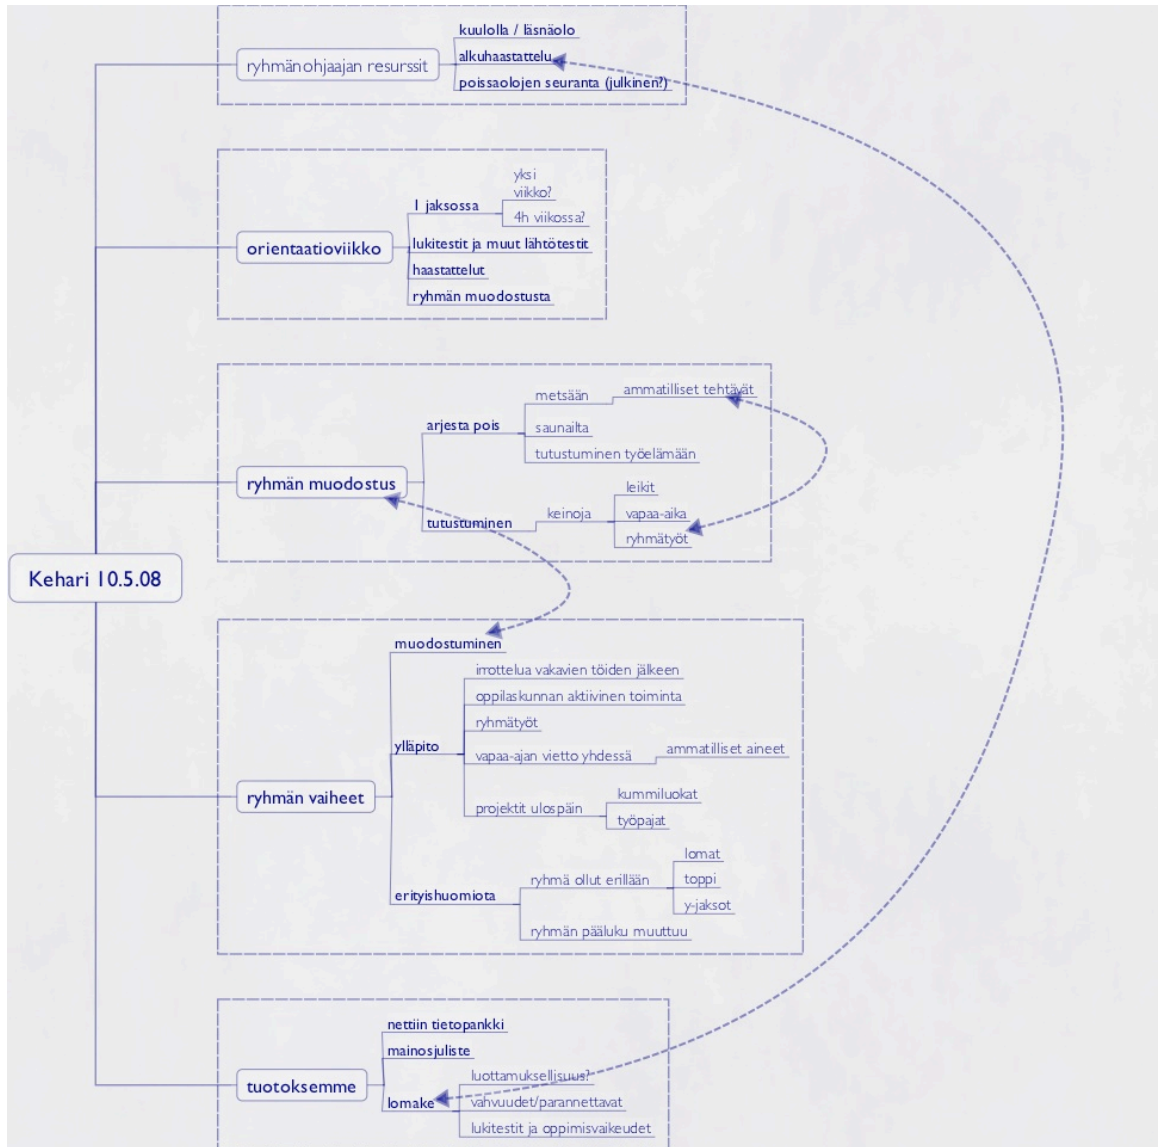 Kehari 10.5.08
ryhmänohjaajan resurssit
kuulolla / läsnäolo
alkuhaastattelu
poissaolojen seuranta (julkinen?)
orientaatioviikko
1 jaksossa
yksi
viikko?
4h viikossa?
lukitestit ja muut lähtötestit
haastattelut
ryhmän muodostusta
ryhmän muodostus
arjesta pois
metsään
ammatilliset tehtävät
saunailta
tutustuminen työelämään
tutustuminen
keinoja
leikit
vapaa-aika
ryhmätyöt
ryhmän vaiheet
muodostuminen
ylläpito
irrottelua vakavien töiden jälkeen
oppilaskunnan aktiivinen toiminta
ryhmätyöt
vapaa-ajan vietto yhdessä
ammatilliset aineet
projektit ulospäin
kummiluokat
työpajat
erityishuomiota
ryhmä ollut erillään
lomat
toppi
y-jaksot
ryhmän pääluku muuttuu
tuotoksemme
nettiin tietopankki
mainosjuliste
lomake
luottamuksellisuus?
vahvuudet/parannettavat
lukitestit ja oppimisvaikeudet